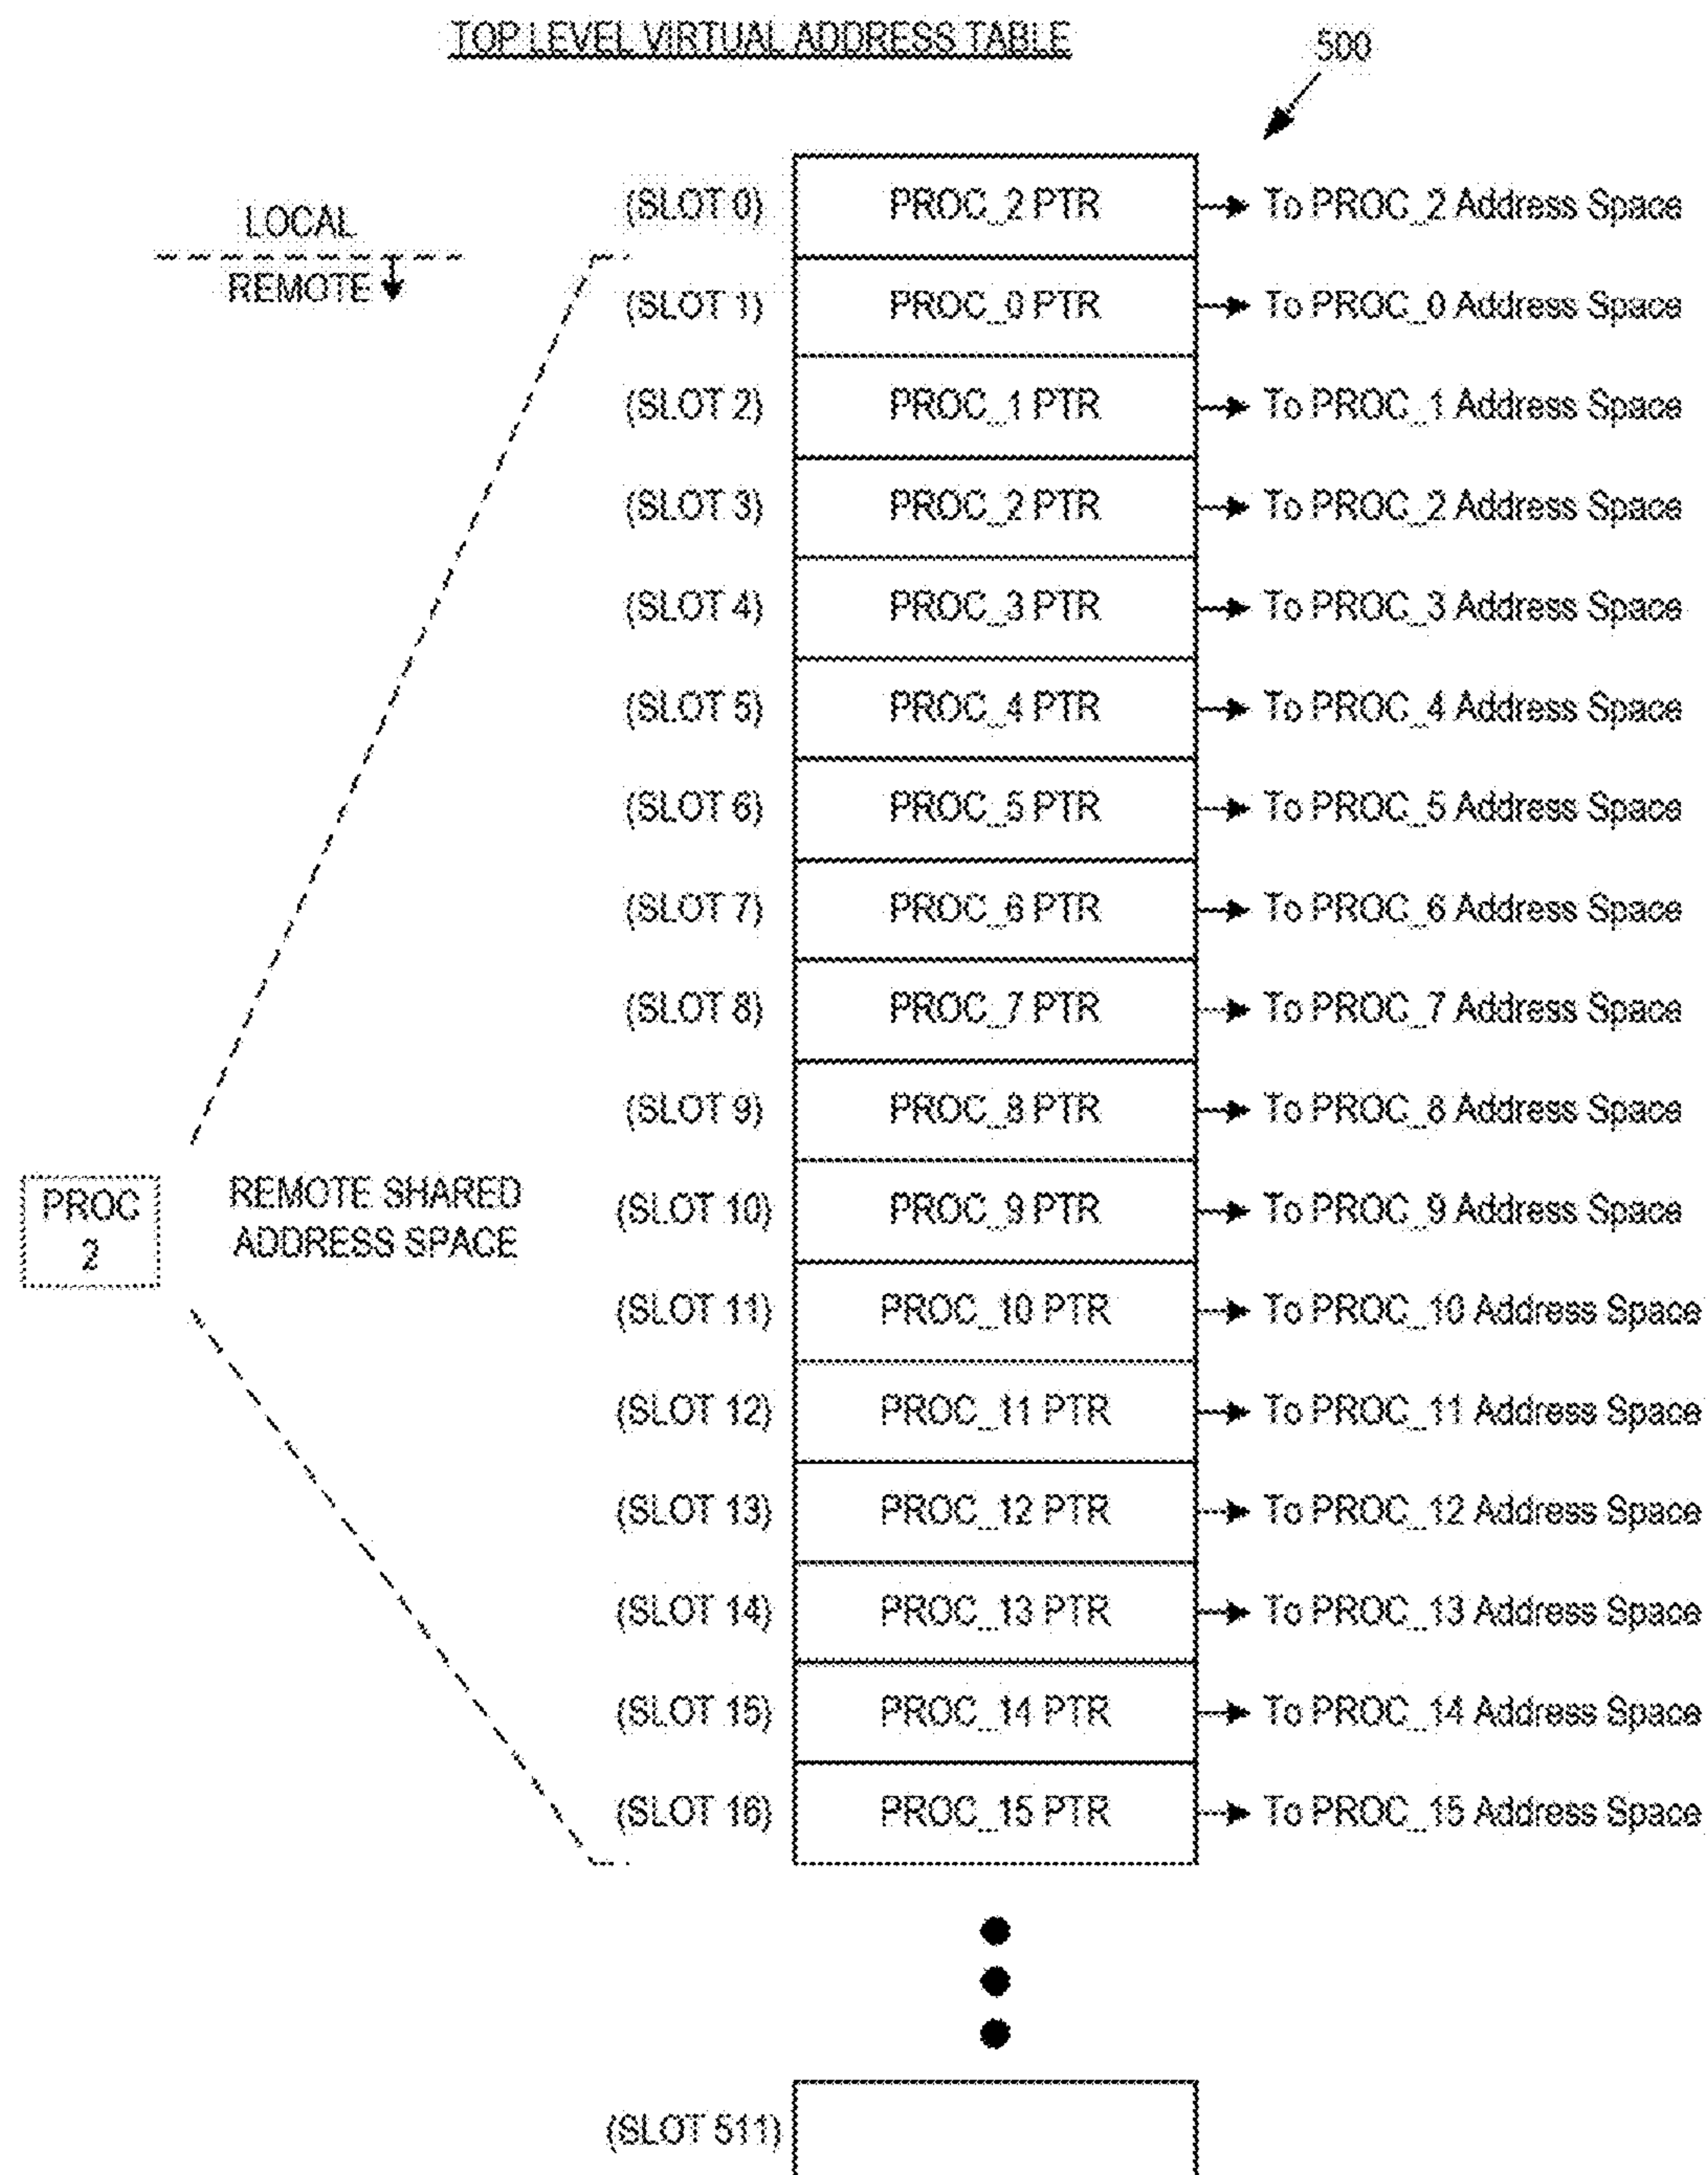 TOP LEVEL VIRTUAL ADDRESS TABLE
500
LOCAL
REMOTE
(SLOT 0) PROC_2 PTR To PROC_2 Address Space
(SLOT 1) PROC_0 PTR To PROC_0 Address Space
(SLOT 2) PROC_1 PTR To PROC_1 Address Space
(SLOT 3) PROC_2 PTR To PROC_2 Address Space
(SLOT 4) PROC_3 PTR To PROC_3 Address Space
(SLOT 5) PROC_4 PTR To PROC_4 Address Space
(SLOT 6) PROC_5 PTR To PROC_5 Address Space
(SLOT 7) PROC_6 PTR To PROC_6 Address Space
(SLOT 8) PROC_7 PTR To PROC_7 Address Space
(SLOT 9) PROC_8 PTR To PROC_8 Address Space
PROC
2
REMOTE SHARED
ADDRESS SPACE
(SLOT 10) PROC_9 PTR To PROC_9 Address Space
(SLOT 11) PROC_10 PTR To PROC_10 Address Space
(SLOT 12) PROC_11 PTR To PROC_11 Address Space
(SLOT 13) PROC_12 PTR To PROC_12 Address Space
(SLOT 14) PROC_13 PTR To PROC_13 Address Space
(SLOT 15) PROC_14 PTR To PROC_14 Address Space
(SLOT 16) PROC_15 PTR To PROC_15 Address Space
(SLOT 511)